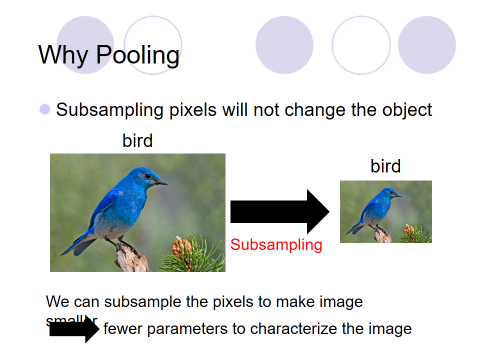 Why Pooling
Subsampling pixels will not change the object
bird
bird
Subsampling
We can subsample the pixels to make image
smaller
fewer parameters to characterize the image